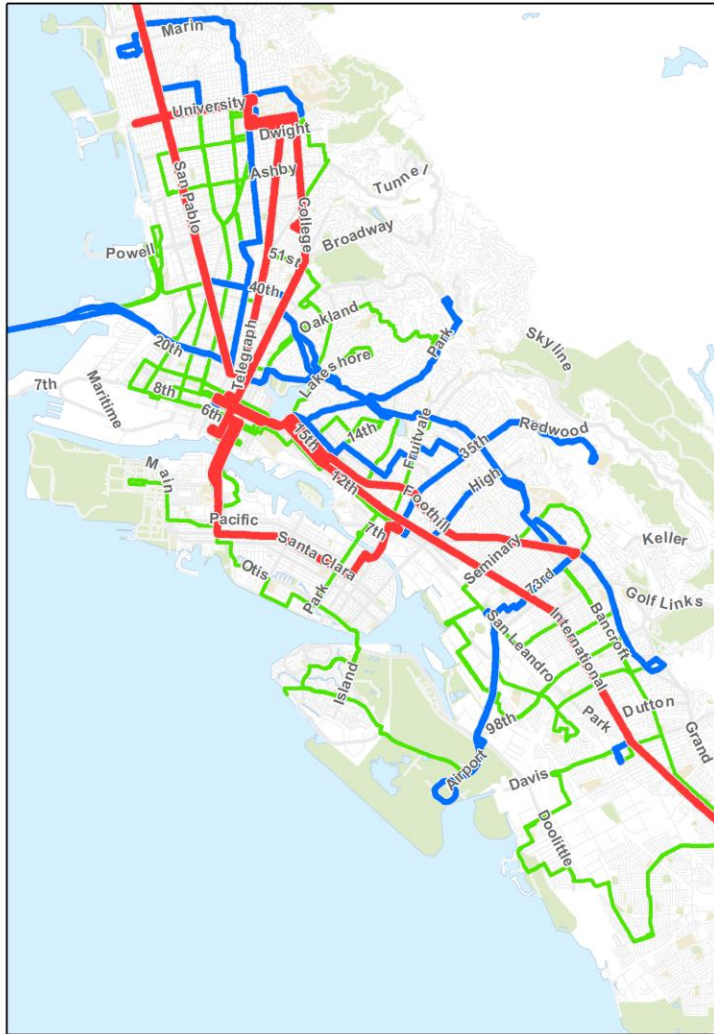 Marin
University
Dwight
Ashby
San Pablo
Tunnel
College
Broadway
Powell
51st
40th
Oakland
Telegraph
20th
Park
Skyline
Lakeshore
7th
Maritime
8th
6th
15th
14th
Fruitvale
35th
Redwood
Main
12th
High
Foothill
Pacific
7th
Santa Clara
Seminary
Keller
Otis
Park
73rd
Golf Links
San Leandro
International
Bancroft
Island
Park
Dutton
98th
Grand
Airport
Davis
Doolittle